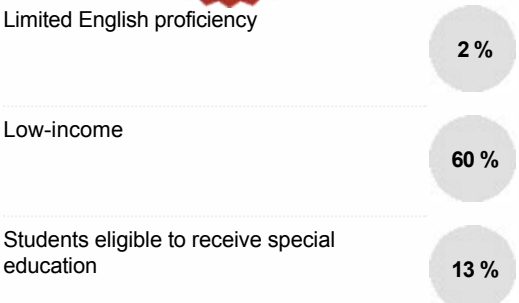 Limited English proficiency
2 %
Low-income
60 %
Students eligible to receive special
education
13 %